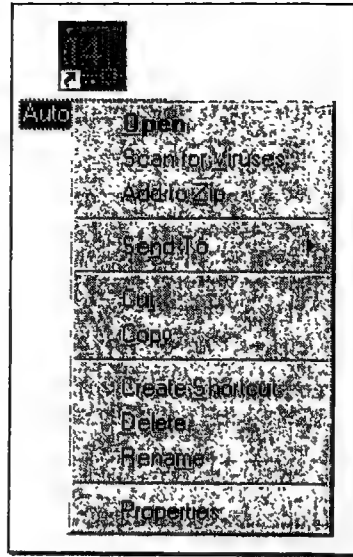 Auto
Open
Scan for Viruses
Add to Zip
Send To
Cut
Copy
Create Shortcut
Delete
Rename
Properties